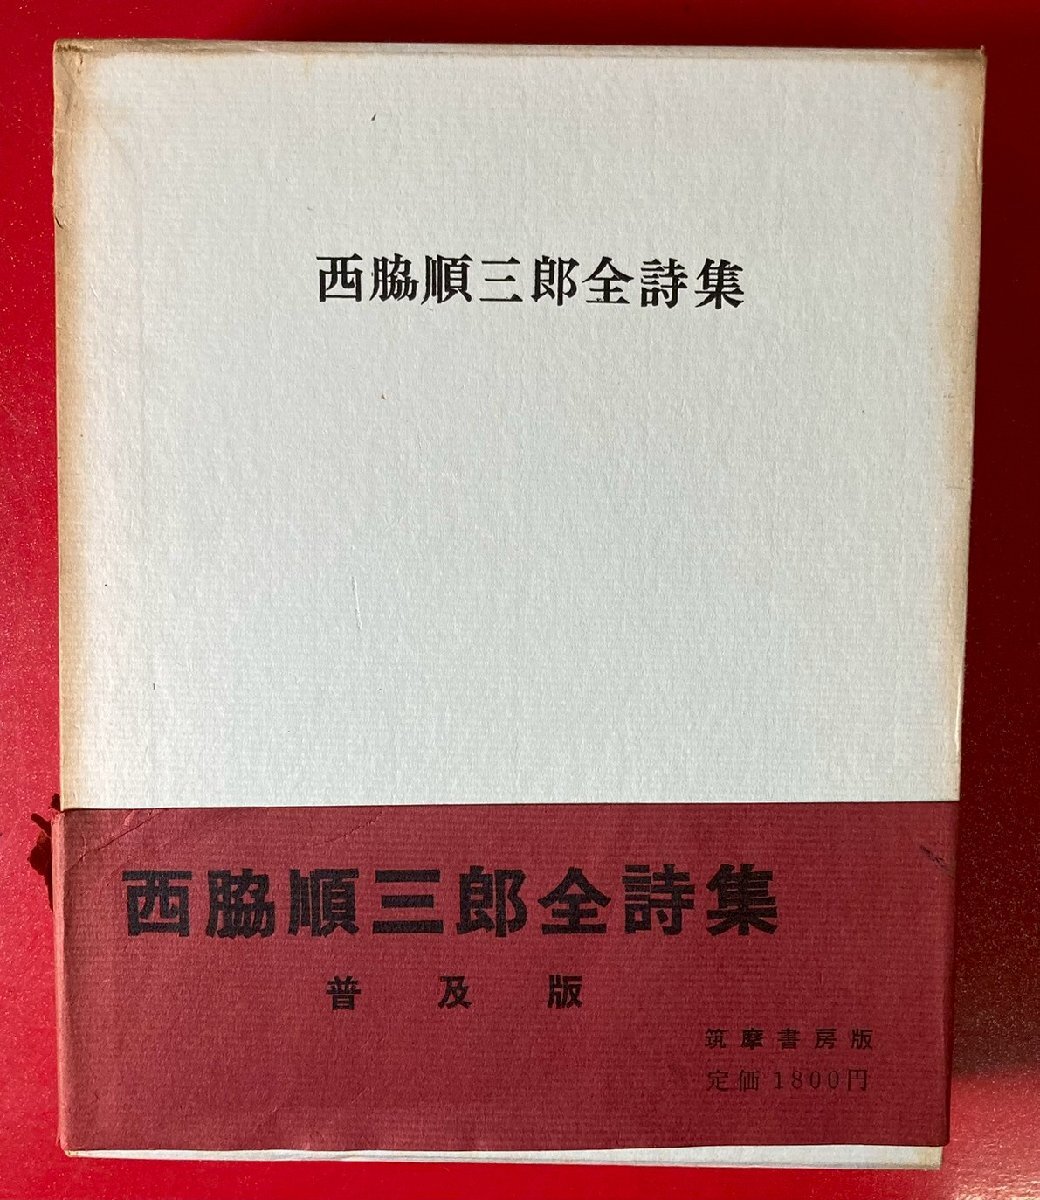 西脇順三郎全詩集
西脇順三郎全詩集
普及版
筑摩書房版
定価1800円